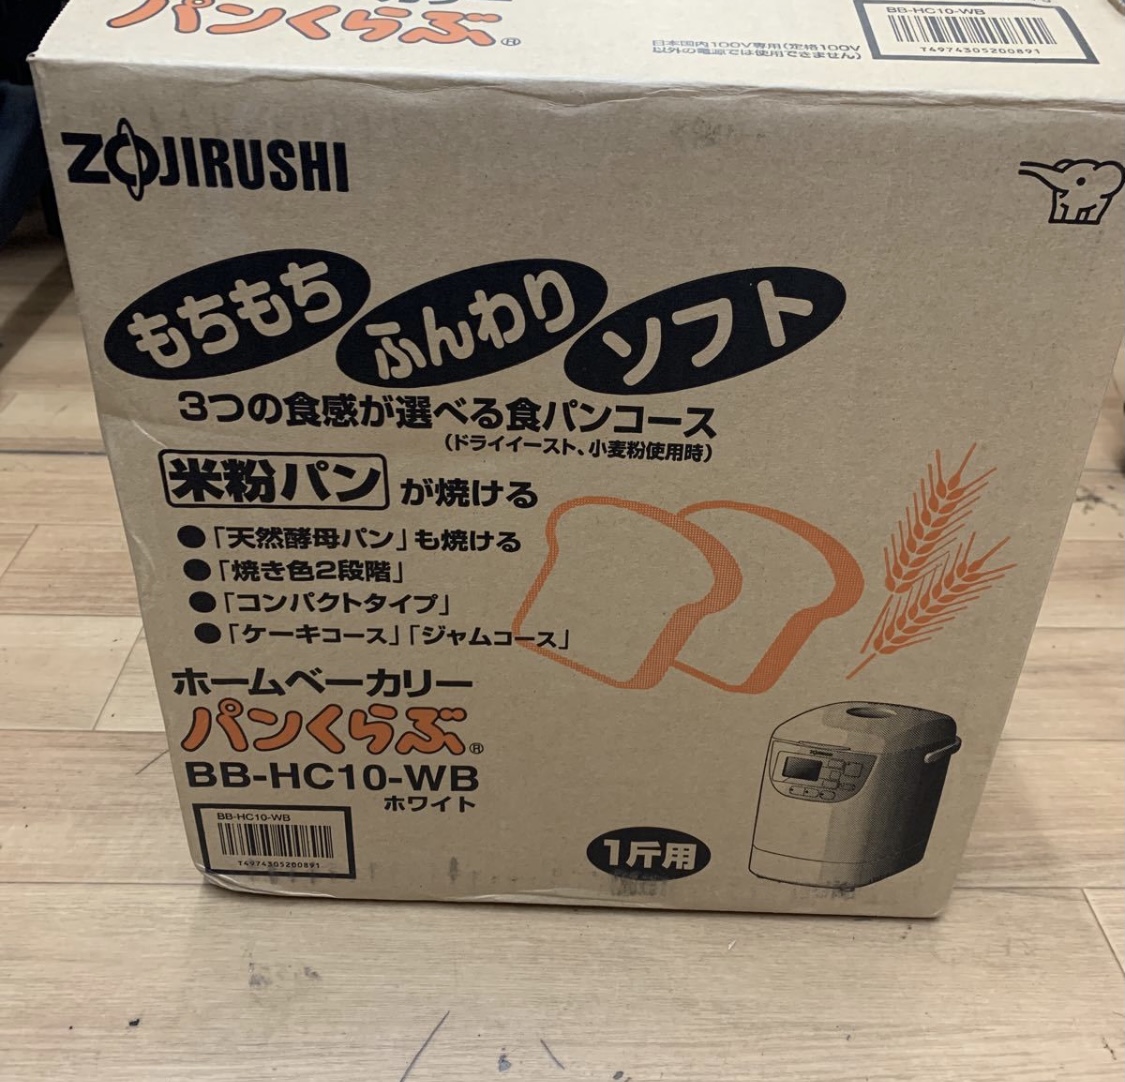 パンくらぶ®
日本国内100V専用(定格100V
以外の電源では使用できません)
BB-HC10-WB
T4974305200891
ZOJIRUSHI
もちもち ふんわり ソフト
3つの食感が選べる食パンコース
(ドライイースト、小麦粉使用時)
米粉パン が焼ける
●「天然酵母パン」も焼ける
●「焼き色2段階」
●「コンパクトタイプ」
●「ケーキコース」「ジャムコース」
ホームベーカリー
パンくらぶ®
BB-HC10-WB
ホワイト
BB-HC10-WB
T4974305200891
1斤用
ZOJIRUSHI